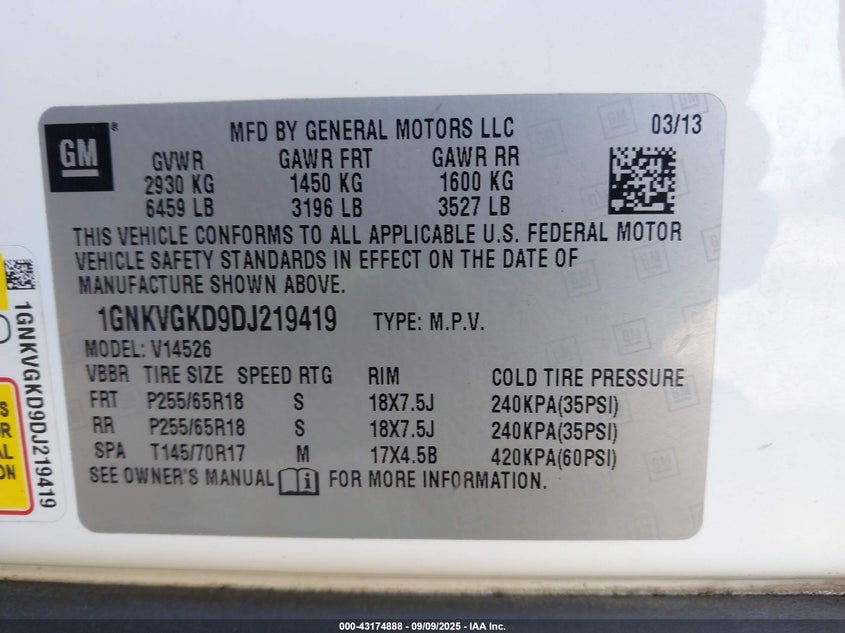 GM ®
MFD BY GENERAL MOTORS LLC 03/13
GVWR GAWR FRT GAWR RR
2930 KG 1450 KG 1600 KG
6459 LB 3196 LB 3527 LB
THIS VEHICLE CONFORMS TO ALL APPLICABLE U.S. FEDERAL MOTOR
VEHICLE SAFETY STANDARDS IN EFFECT ON THE DATE OF
MANUFACTURE SHOWN ABOVE.
1GNKVGKD9DJ219419 TYPE: M.P.V.
MODEL: V14526
VBBR TIRE SIZE SPEED RTG RIM COLD TIRE PRESSURE
FRT P255/65R18 S 18X7.5J 240KPA(35PSI)
RR P255/65R18 S 18X7.5J 240KPA(35PSI)
SPA T145/70R17 M 17X4.5B 420KPA(60PSI)
SEE OWNER'S MANUAL FOR MORE INFORMATION.
1GNKVGKD9DJ219419
000-43174888 - 09/09/2025 - IAA Inc.